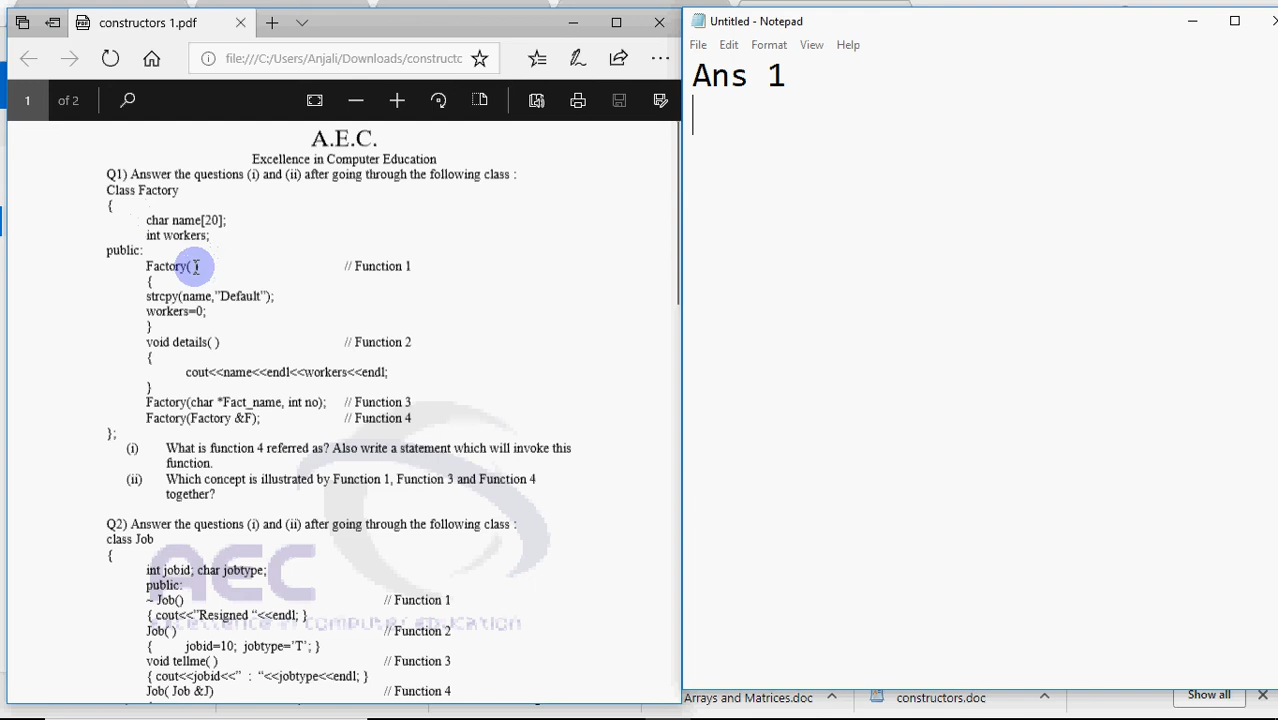 constructors 1.pdf
file:///C:/Users/Anjali/Downloads/constructc
1 of 2
A.E.C.
Excellence in Computer Education
Q1) Answer the questions (i) and (ii) after going through the following class :
Class Factory
{
char name[20];
int workers;
public:
Factory( ) // Function 1
{
strcpy(name,”Default”);
workers=0;
}
void details( ) // Function 2
{
cout<<name<<endl<<workers<<endl;
}
Factory(char *Fact_name, int no); // Function 3
Factory(Factory &F); // Function 4
};
(i) What is function 4 referred as? Also write a statement which will invoke this
function.
(ii) Which concept is illustrated by Function 1, Function 3 and Function 4
together?
Q2) Answer the questions (i) and (ii) after going through the following class :
class Job
{
int jobid; char jobtype;
public:
~ Job() // Function 1
{ cout<<”Resigned “<<endl; }
Job( ) // Function 2
{ jobid=10; jobtype=’T’; }
void tellme( ) // Function 3
{ cout<<jobid<<” : “<<jobtype<<endl; }
Job( Job &J) // Function 4
AEC
excellence in computer education
Untitled - Notepad
File Edit Format View Help
Ans 1
Arrays and Matrices.doc
constructors.doc
Show all